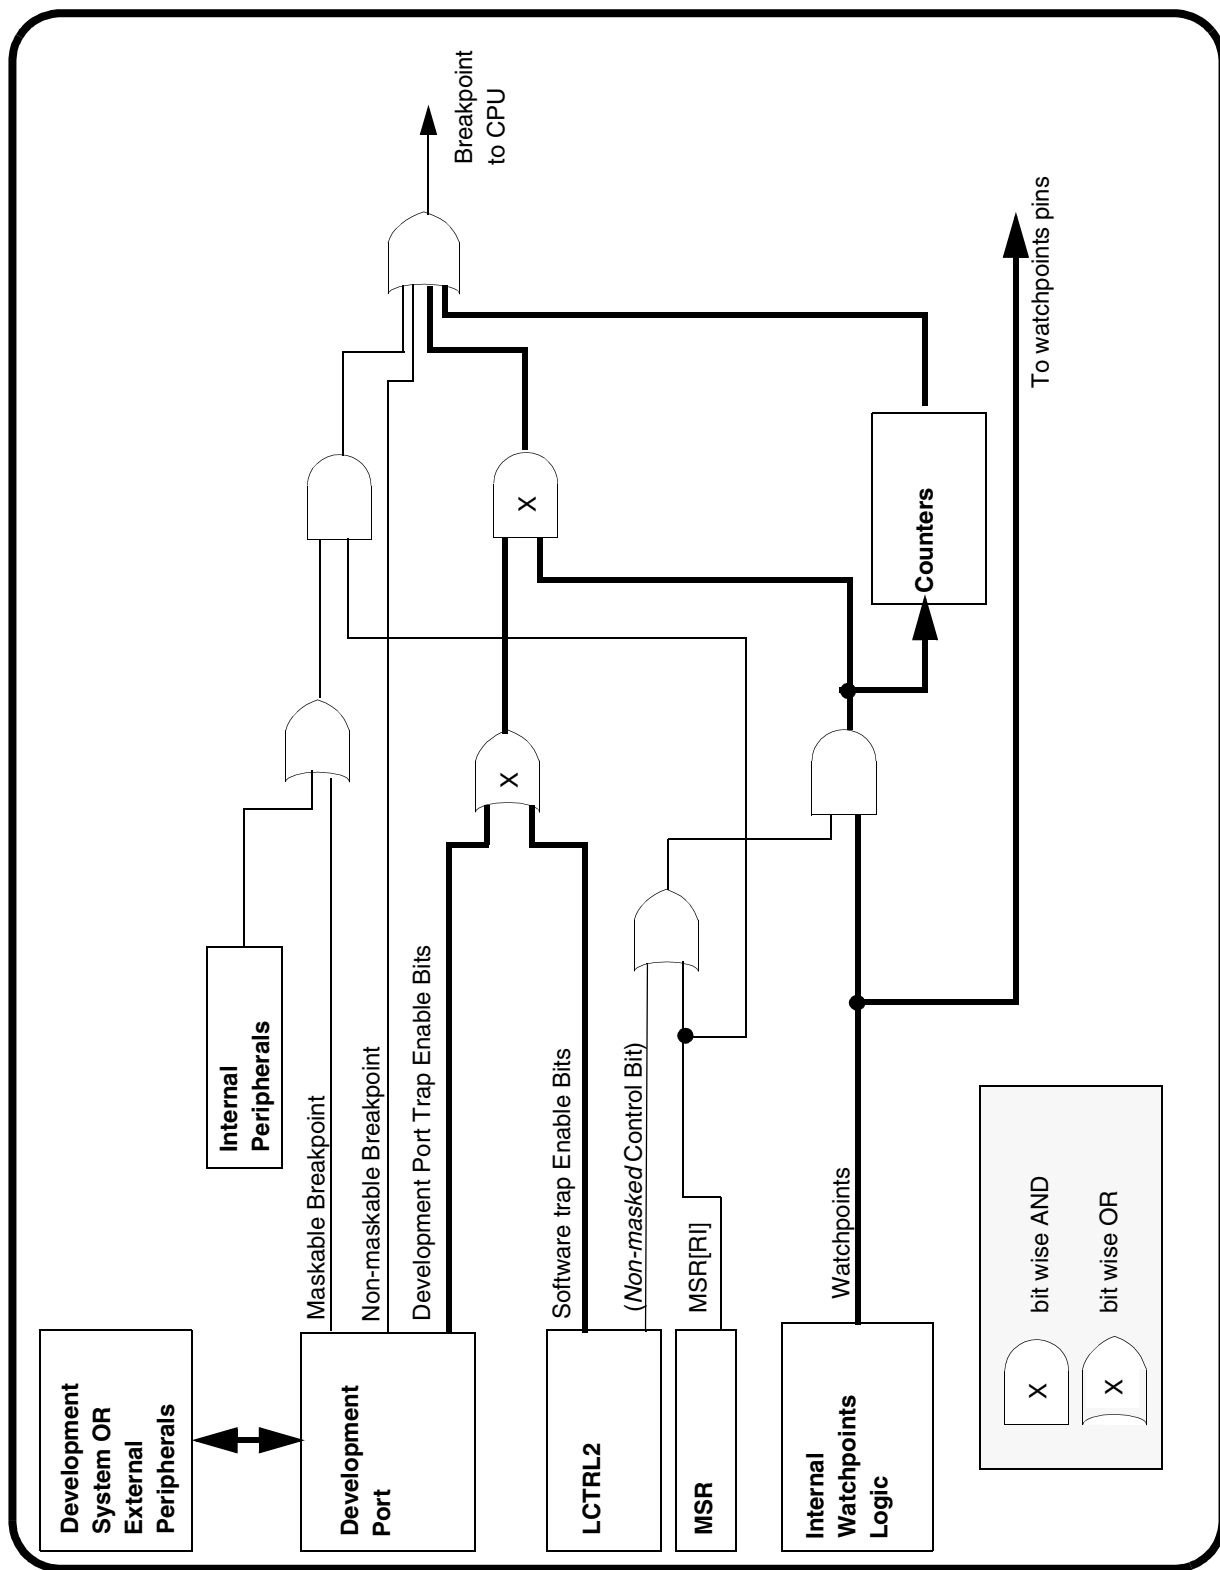 Development
System OR
External
Peripherals
Internal
Peripherals
Maskable Breakpoint
Non-maskable Breakpoint
Development Port Trap Enable Bits
Development
Port
Software trap Enable Bits
LCTRL2
(Non-masked Control Bit)
MSR[RI]
MSR
Watchpoints
Internal
Watchpoints
Logic
X
X
Counters
Breakpoint
to CPU
To watchpoints pins
X
bit wise AND
X
bit wise OR